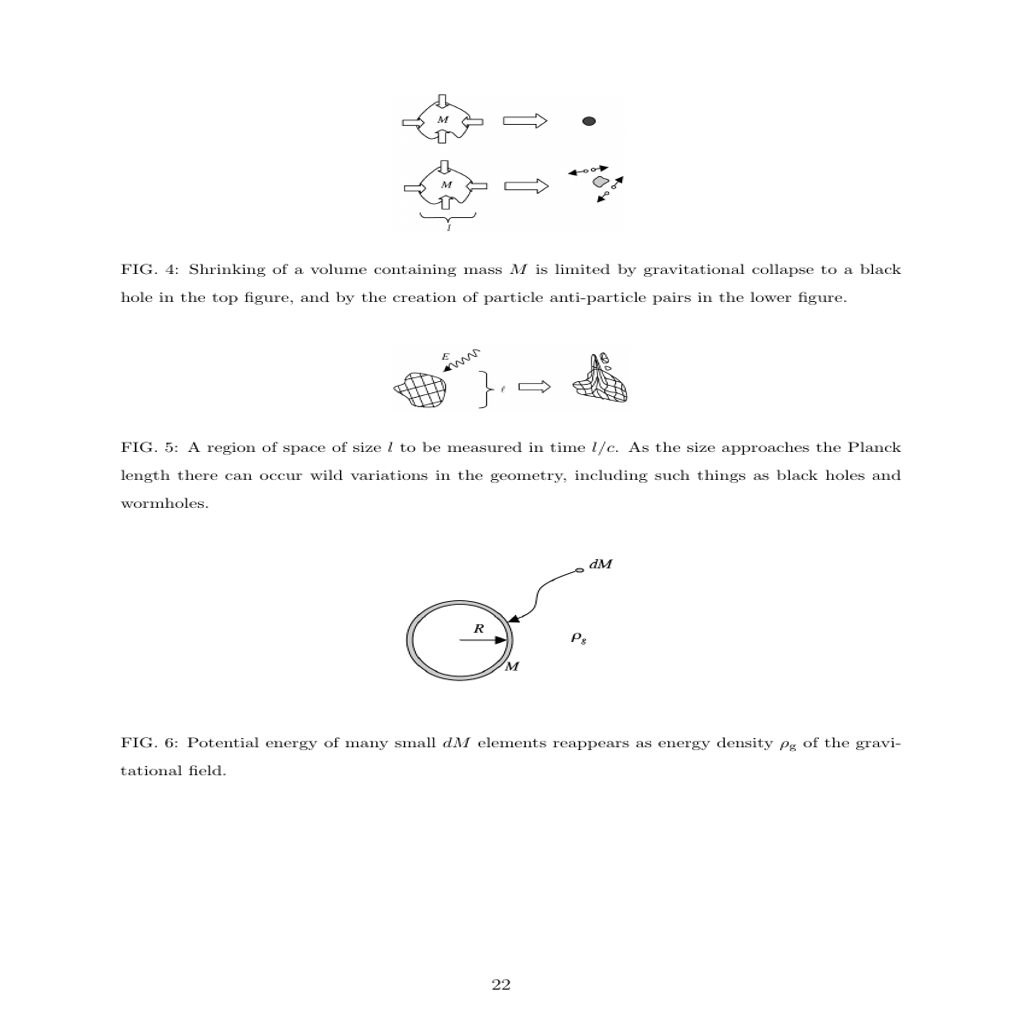 M
M
l
FIG. 4: Shrinking of a volume containing mass M is limited by gravitational collapse to a black
hole in the top figure, and by the creation of particle anti-particle pairs in the lower figure.
E
ℓ
FIG. 5: A region of space of size l to be measured in time l/c. As the size approaches the Planck
length there can occur wild variations in the geometry, including such things as black holes and
wormholes.
dM
R
ρg
M
FIG. 6: Potential energy of many small dM elements reappears as energy density ρg of the gravi-
tational field.
22